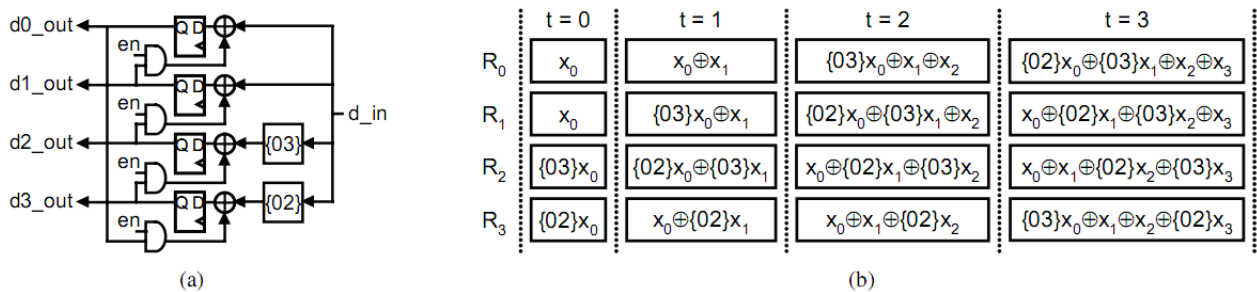 d0_out
Q D
en
d1_out
Q D
en
d2_out
Q D
{03}
en
d3_out
Q D
{02}
en
d_in
(a)
t = 0 t = 1 t = 2 t = 3
R₀ x₀ x₀⊕x₁ {03}x₀⊕x₁⊕x₂ {02}x₀⊕{03}x₁⊕x₂⊕x₃
R₁ x₀ {03}x₀⊕x₁ {02}x₀⊕{03}x₁⊕x₂ x₀⊕{02}x₁⊕{03}x₂⊕x₃
R₂ {03}x₀ {02}x₀⊕{03}x₁ x₀⊕{02}x₁⊕{03}x₂ x₀⊕x₁⊕{02}x₂⊕{03}x₃
R₃ {02}x₀ x₀⊕{02}x₁ x₀⊕x₁⊕{02}x₂ {03}x₀⊕x₁⊕x₂⊕{02}x₃
(b)